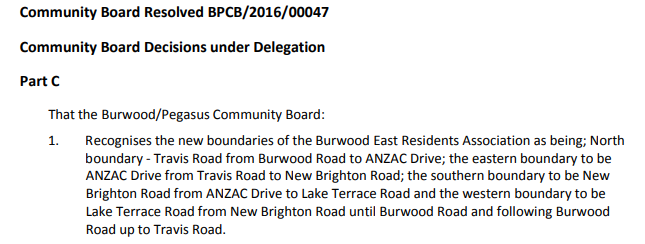 Community Board Resolved BPCB/2016/00047
Community Board Decisions under Delegation
Part C
That the Burwood/Pegasus Community Board:
1. Recognises the new boundaries of the Burwood East Residents Association as being; North
boundary - Travis Road from Burwood Road to ANZAC Drive; the eastern boundary to be
ANZAC Drive from Travis Road to New Brighton Road; the southern boundary to be New
Brighton Road from ANZAC Drive to Lake Terrace Road and the western boundary to be
Lake Terrace Road from New Brighton Road until Burwood Road and following Burwood
Road up to Travis Road.